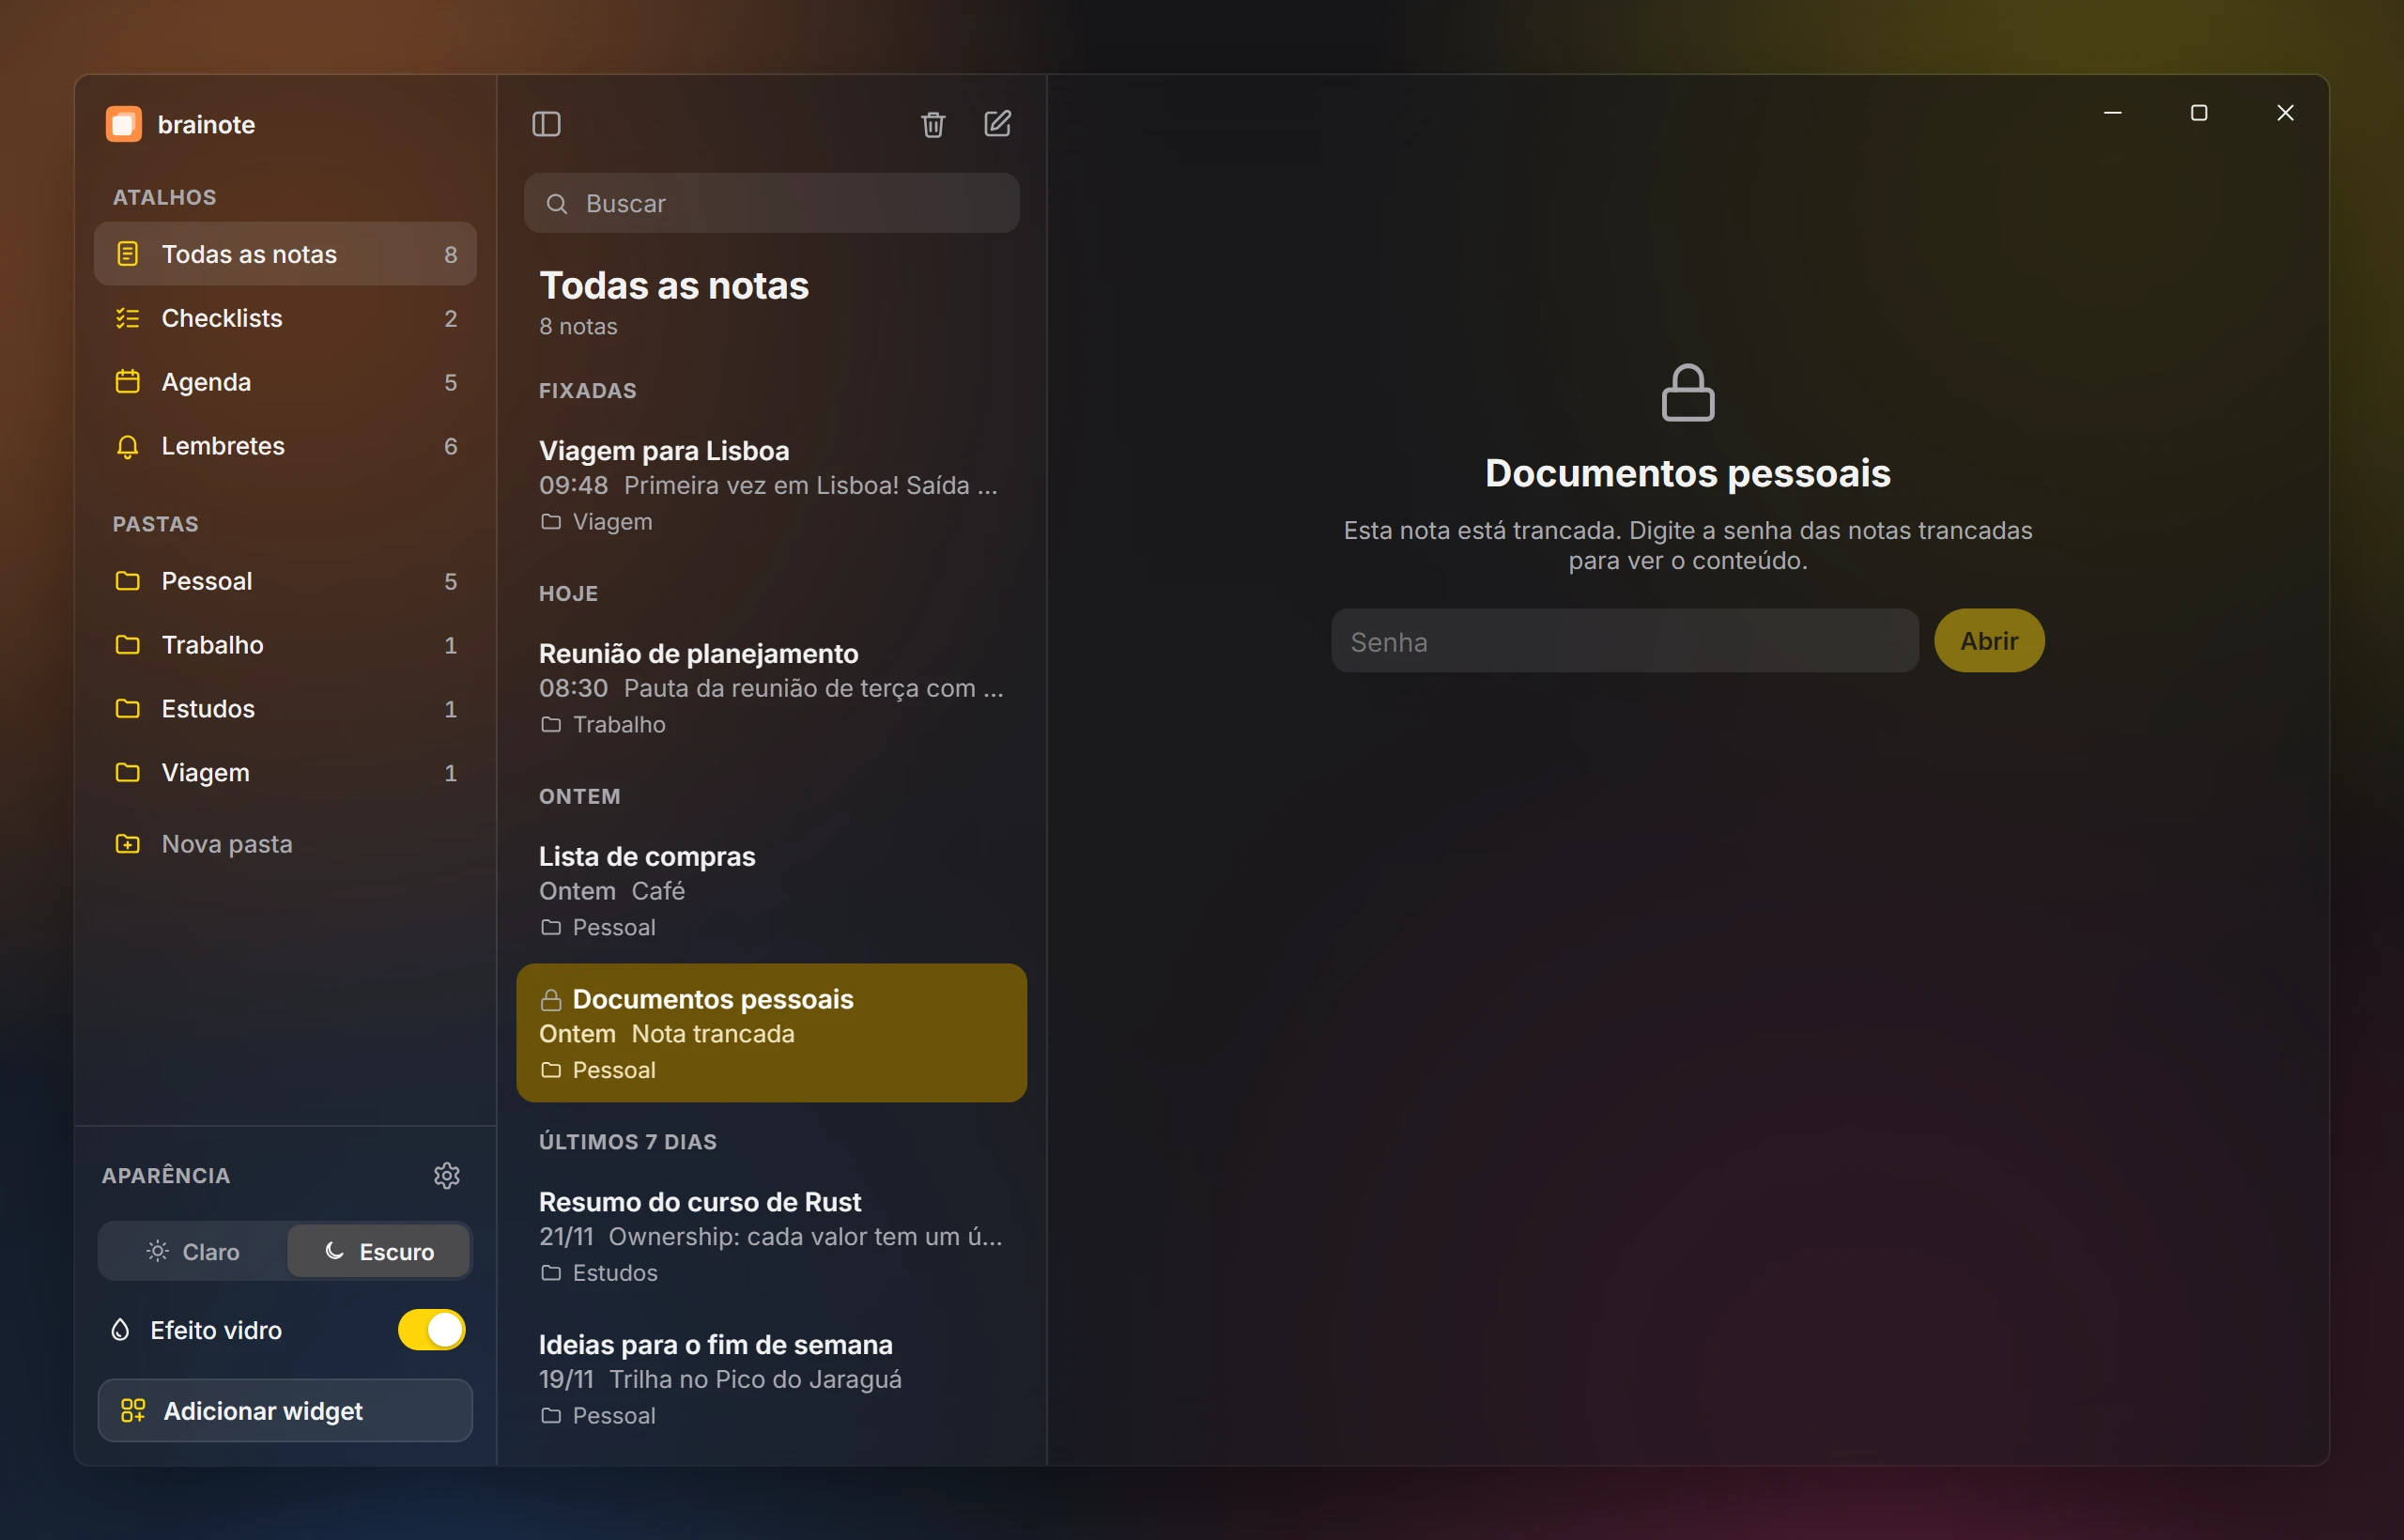 brainote
ATALHOS
Todas as notas 8
Checklists 2
Agenda 5
Lembretes 6
PASTAS
Pessoal 5
Trabalho 1
Estudos 1
Viagem 1
Nova pasta
APARÊNCIA
Claro Escuro
Efeito vidro
Adicionar widget
Buscar
Todas as notas
8 notas
FIXADAS
Viagem para Lisboa
09:48 Primeira vez em Lisboa! Saída ...
Viagem
HOJE
Reunião de planejamento
08:30 Pauta da reunião de terça com ...
Trabalho
ONTEM
Lista de compras
Ontem Café
Pessoal
Documentos pessoais
Ontem Nota trancada
Pessoal
ÚLTIMOS 7 DIAS
Resumo do curso de Rust
21/11 Ownership: cada valor tem um ú...
Estudos
Ideias para o fim de semana
19/11 Trilha no Pico do Jaraguá
Pessoal
Documentos pessoais
Esta nota está trancada. Digite a senha das notas trancadas
para ver o conteúdo.
Senha Abrir